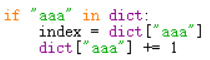 if "aaa" in dict:
    index = dict["aaa"]
    dict["aaa"] += 1